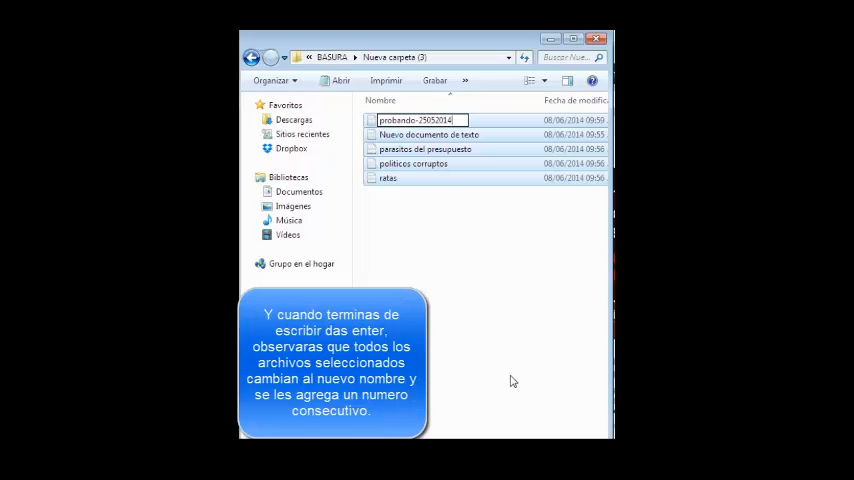 « BASURA ▸ Nueva carpeta (3)
Buscar Nue...
Organizar ▾ Abrir Imprimir Grabar »
Nombre Fecha de modific
Favoritos
Descargas
Sitios recientes
Dropbox
Bibliotecas
Documentos
Imágenes
Música
Vídeos
Grupo en el hogar
probando-25052014 08/06/2014 09:59
Nuevo documento de texto 08/06/2014 09:55
parasitos del presupuesto 08/06/2014 09:56
politicos corruptos 08/06/2014 09:56
ratas 08/06/2014 09:56
Y cuando terminas de
escribir das enter,
observaras que todos los
archivos seleccionados
cambian al nuevo nombre y
se les agrega un numero
consecutivo.